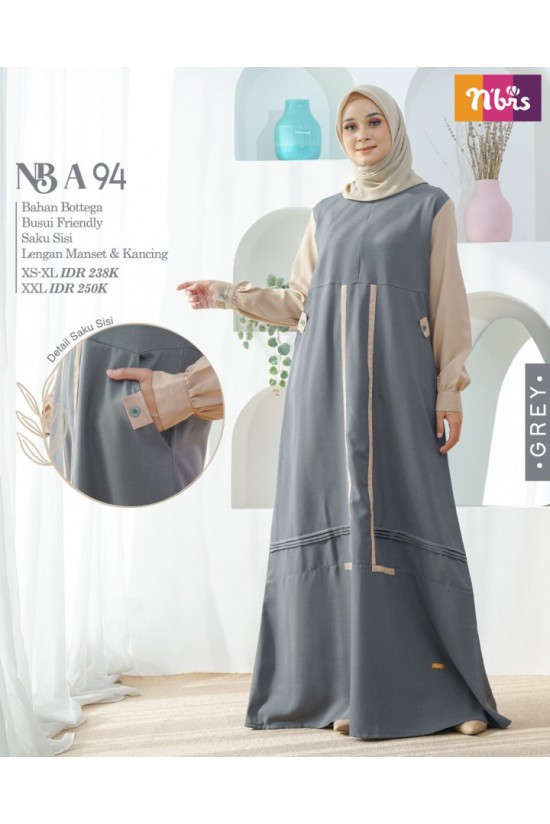 N'brs
NB A 94
Bahan Bottega
Busui Friendly
Saku Sisi
Lengan Manset & Kancing
XS-XL IDR 238K
XXL IDR 250K
Detail Saku Sisi
•GREY•